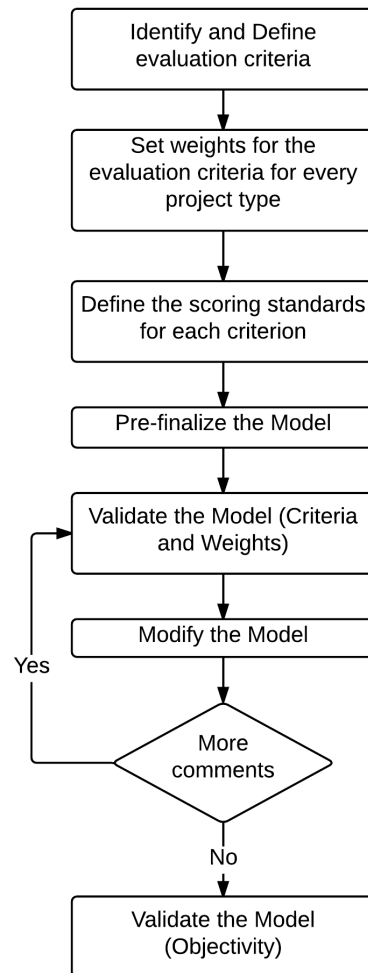 Identify and Define
evaluation criteria
Set weights for the
evaluation criteria for every
project type
Define the scoring standards
for each criterion
Pre-finalize the Model
Validate the Model (Criteria
and Weights)
Modify the Model
Yes
More
comments
No
Validate the Model
(Objectivity)